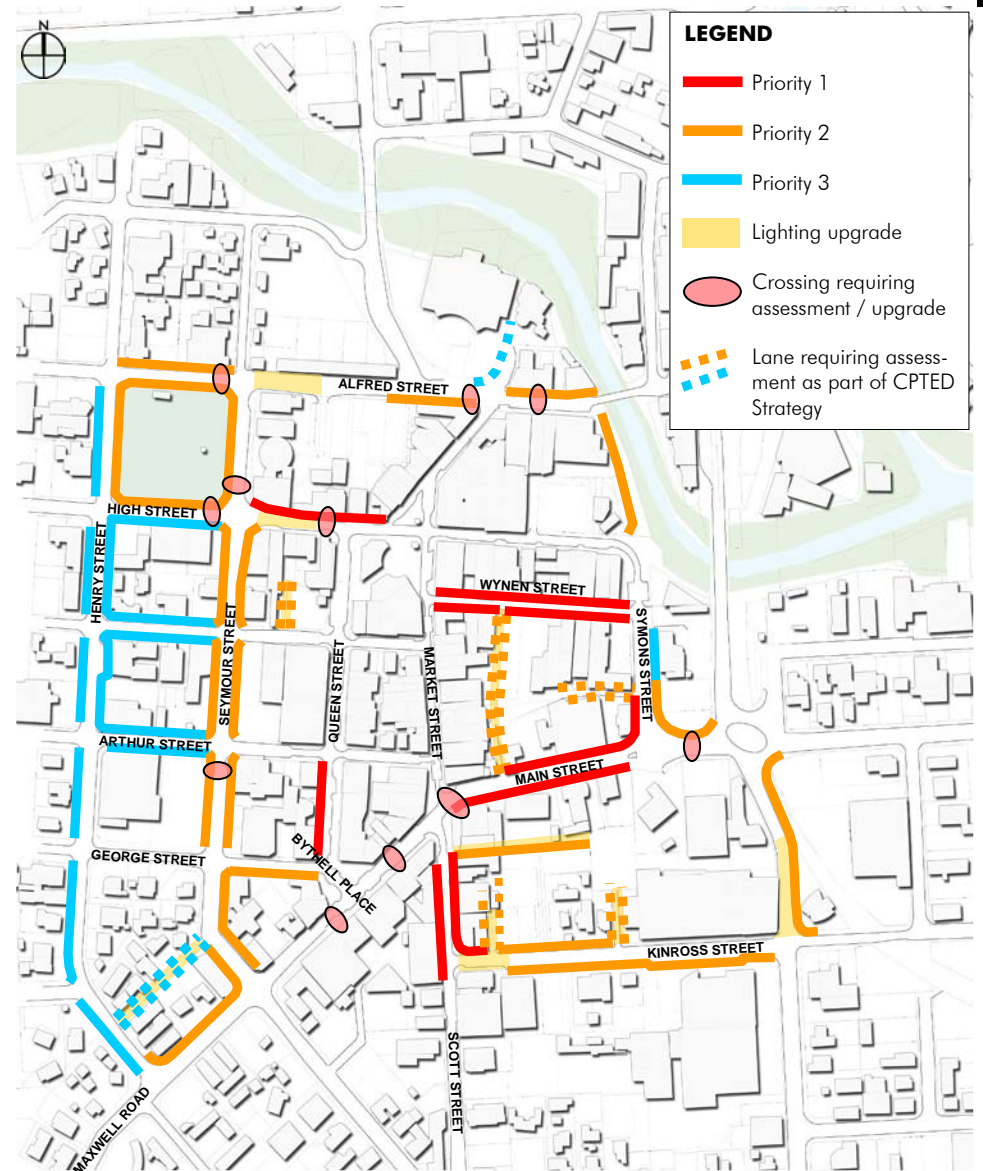 N
LEGEND
Priority 1
Priority 2
Priority 3
Lighting upgrade
Crossing requiring
assessment / upgrade
Lane requiring assess-
ment as part of CPTED
Strategy
ALFRED STREET
HIGH STREET
HENRY STREET
WYNEN STREET
SYMONS STREET
SEYMOUR STREET
QUEEN STREET
MARKET STREET
ARTHUR STREET
MAIN STREET
GEORGE STREET
BYTHELL PLACE
KINROSS STREET
SCOTT STREET
MAXWELL ROAD